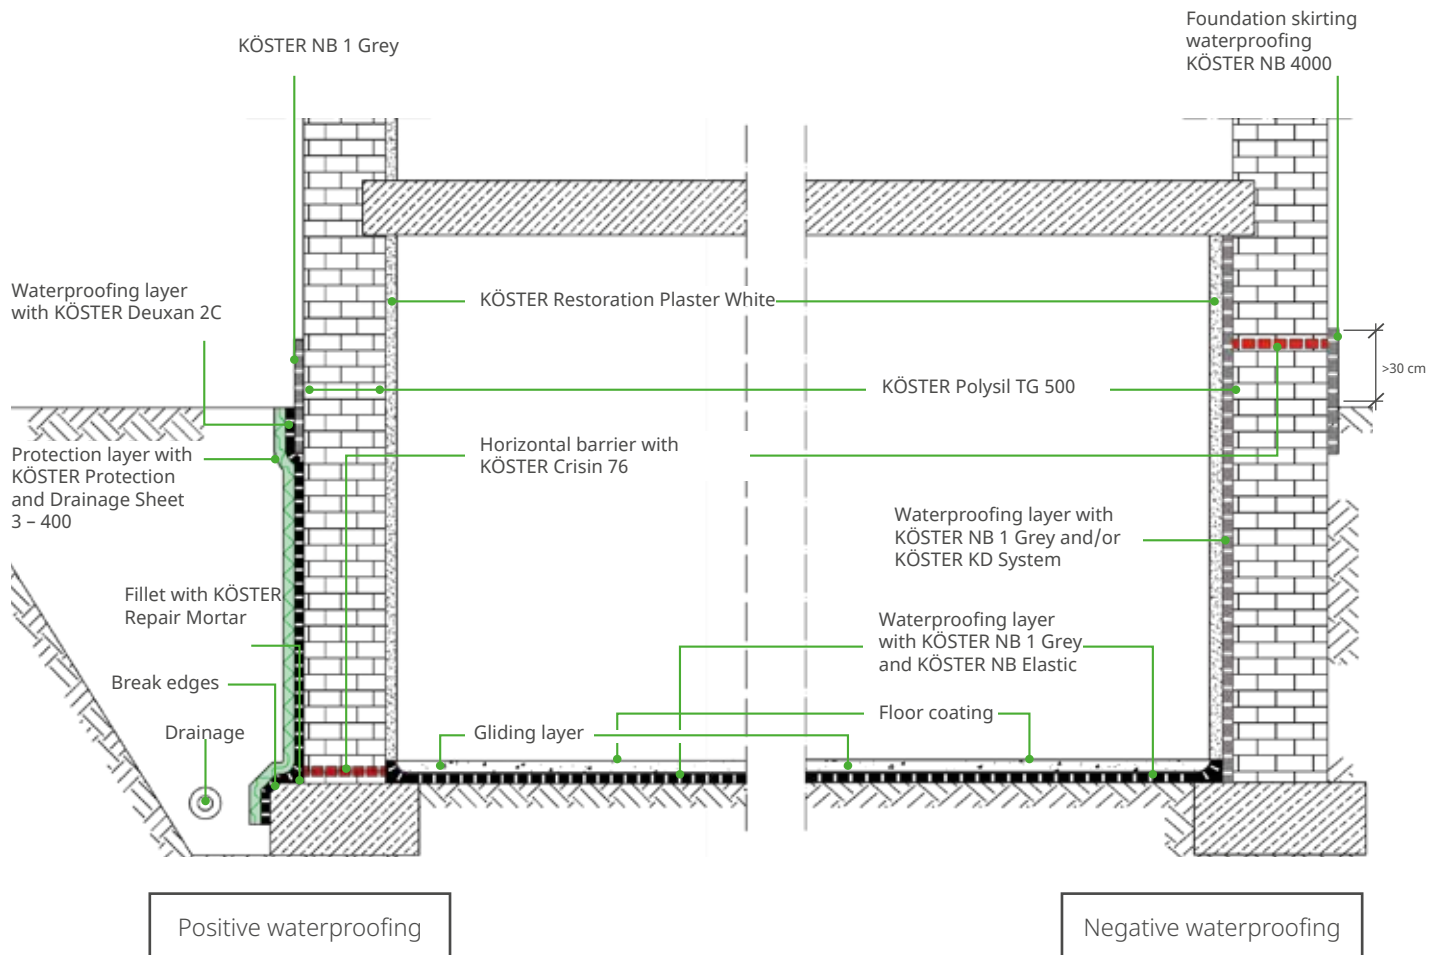 KÖSTER NB 1 Grey
Foundation skirting
waterproofing
KÖSTER NB 4000
Waterproofing layer
with KÖSTER Deuxan 2C
KÖSTER Restoration Plaster White
>30 cm
KÖSTER Polysil TG 500
Protection layer with
KÖSTER Protection
and Drainage Sheet
3 – 400
Horizontal barrier with
KÖSTER Crisin 76
Waterproofing layer with
KÖSTER NB 1 Grey and/or
KÖSTER KD System
Fillet with KÖSTER
Repair Mortar
Waterproofing layer
with KÖSTER NB 1 Grey
and KÖSTER NB Elastic
Break edges
Floor coating
Drainage
Gliding layer
Positive waterproofing
Negative waterproofing